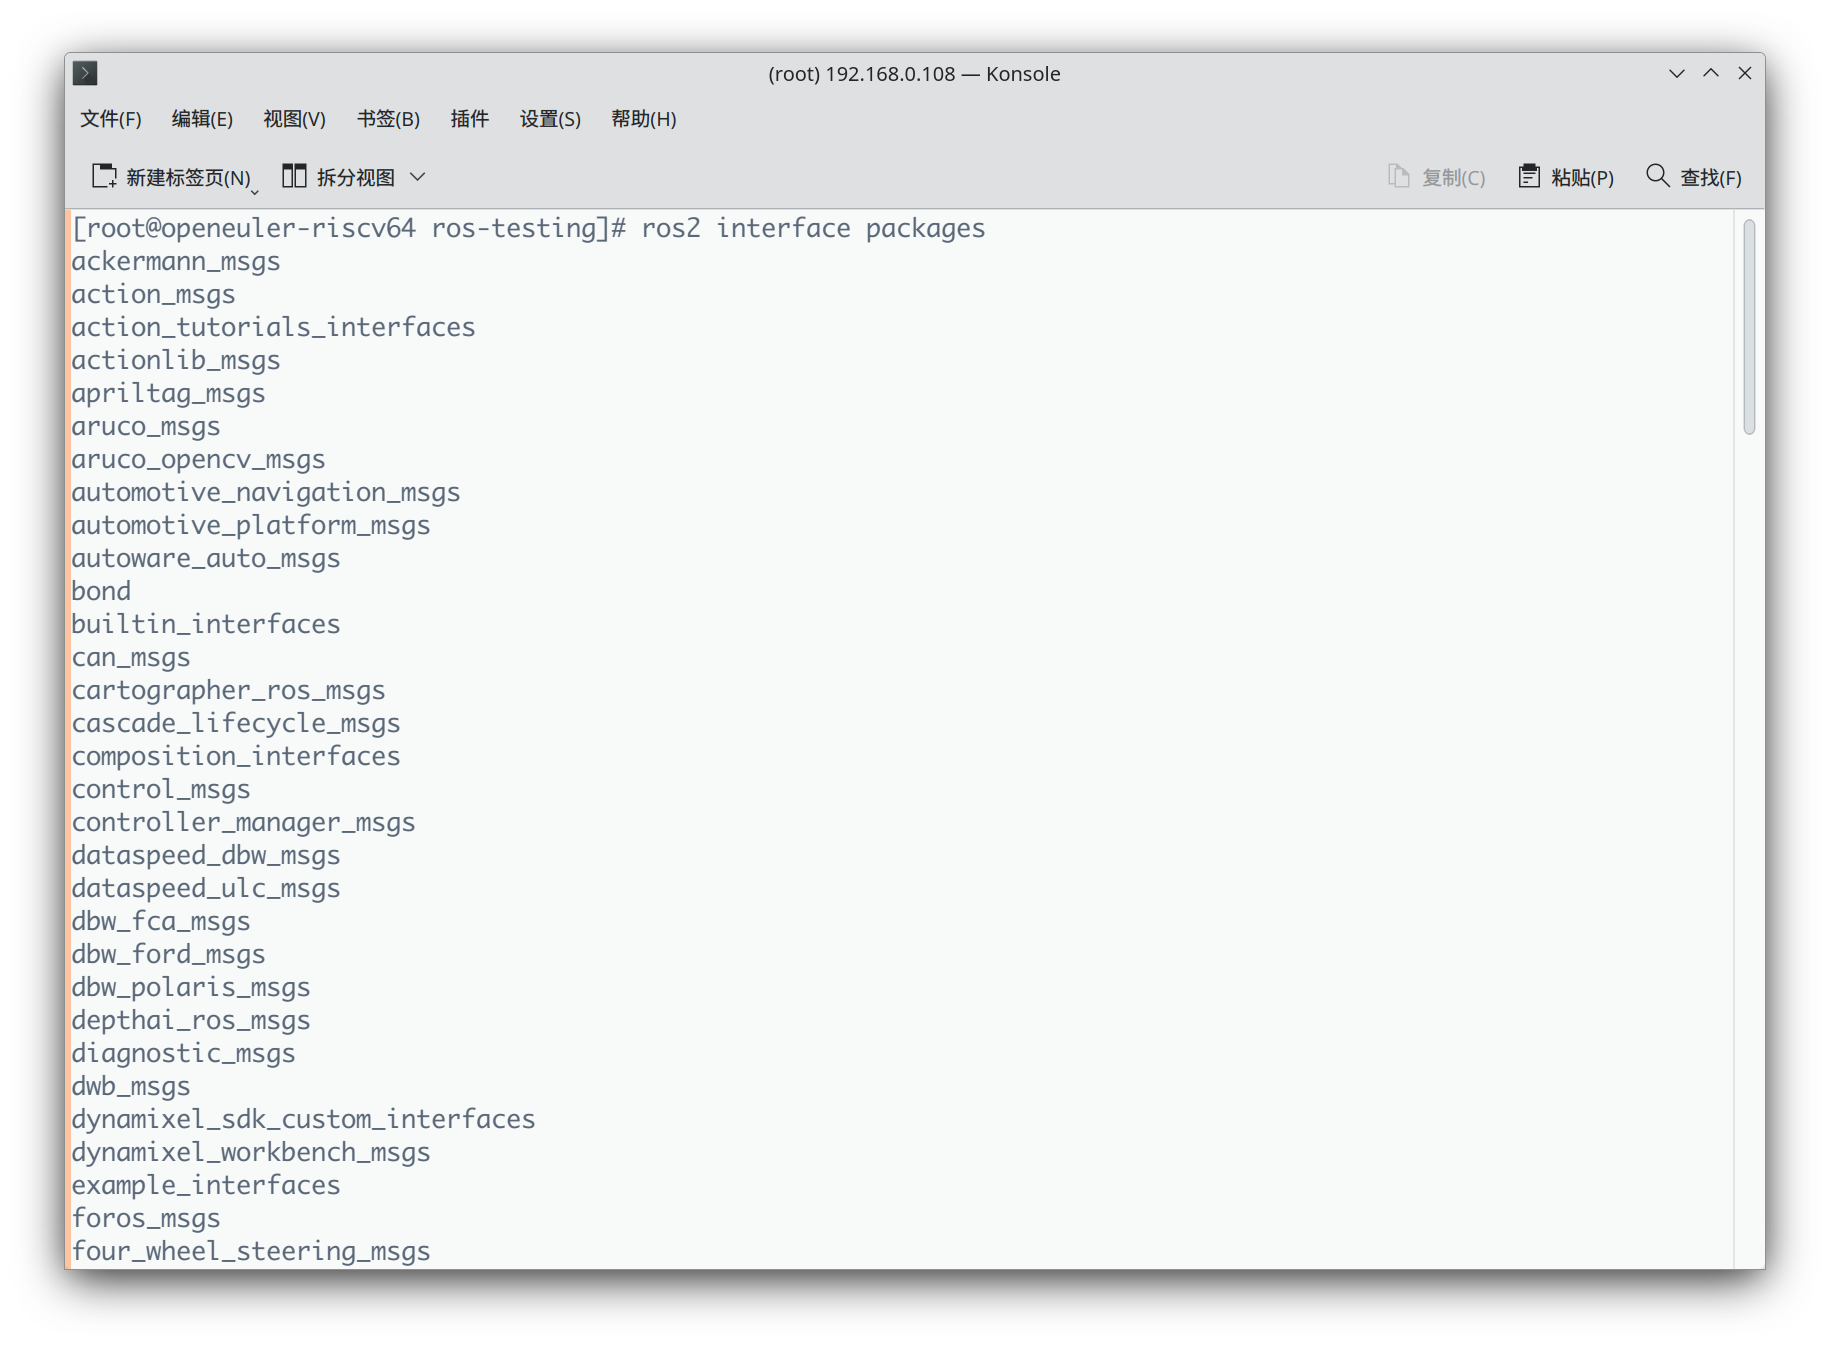 (root) 192.168.0.108 — Konsole
文件(F) 编辑(E) 视图(V) 书签(B) 插件 设置(S) 帮助(H)
新建标签页(N) 拆分视图 复制(C) 粘贴(P) 查找(F)
[root@openeuler-riscv64 ros-testing]# ros2 interface packages
ackermann_msgs
action_msgs
action_tutorials_interfaces
actionlib_msgs
apriltag_msgs
aruco_msgs
aruco_opencv_msgs
automotive_navigation_msgs
automotive_platform_msgs
autoware_auto_msgs
bond
builtin_interfaces
can_msgs
cartographer_ros_msgs
cascade_lifecycle_msgs
composition_interfaces
control_msgs
controller_manager_msgs
dataspeed_dbw_msgs
dataspeed_ulc_msgs
dbw_fca_msgs
dbw_ford_msgs
dbw_polaris_msgs
depthai_ros_msgs
diagnostic_msgs
dwb_msgs
dynamixel_sdk_custom_interfaces
dynamixel_workbench_msgs
example_interfaces
foros_msgs
four_wheel_steering_msgs